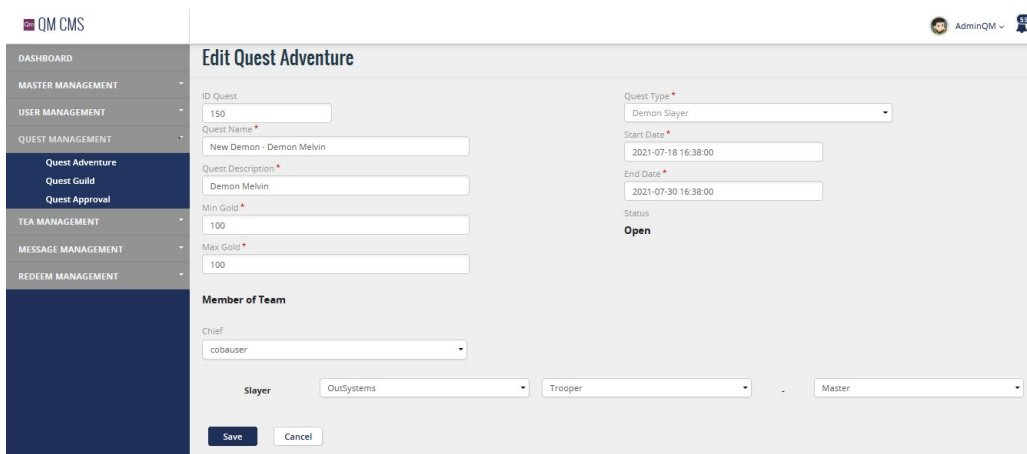 Qm QM CMS
AdminQM
DASHBOARD
MASTER MANAGEMENT
USER MANAGEMENT
QUEST MANAGEMENT
Quest Adventure
Quest Guild
Quest Approval
TEA MANAGEMENT
MESSAGE MANAGEMENT
REDEEM MANAGEMENT
Edit Quest Adventure
ID Quest
150
Quest Name *
New Demon - Demon Melvin
Quest Description *
Demon Melvin
Min Gold *
100
Max Gold *
100
Quest Type *
Demon Slayer
Start Date *
2021-07-18 16:38:00
End Date *
2021-07-30 16:38:00
Status
Open
Member of Team
Chief
cobauser
Slayer OutSystems Trooper - Master
Save Cancel